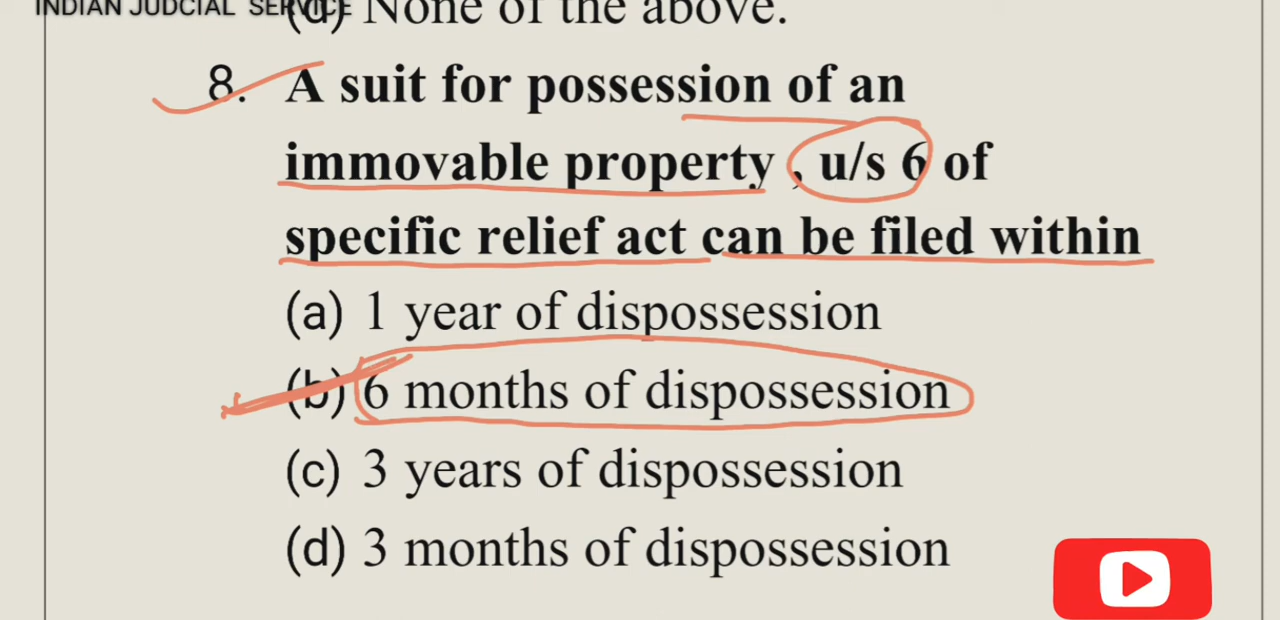 INDIAN JUDCIAL SERVICE
(d) None of the above.
8. A suit for possession of an
immovable property , u/s 6 of
specific relief act can be filed within
(a) 1 year of dispossession
(b) 6 months of dispossession
(c) 3 years of dispossession
(d) 3 months of dispossession